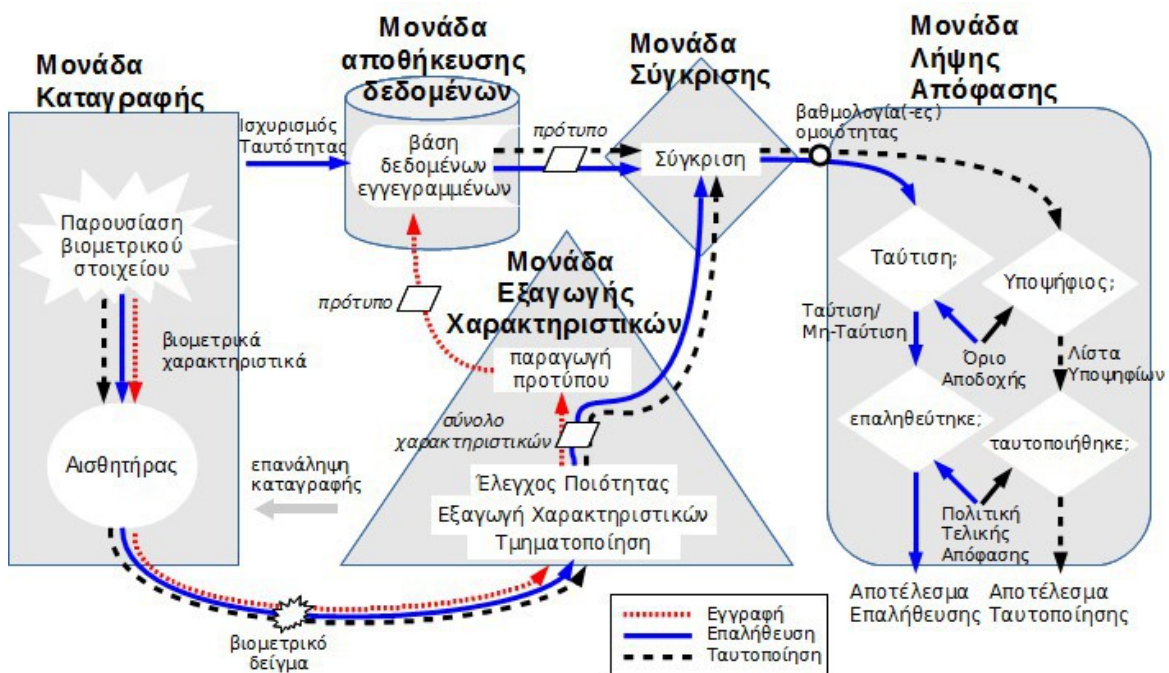 Μονάδα
Καταγραφής
Μονάδα
αποθήκευσης
δεδομένων
Μονάδα
Σύγκρισης
Μονάδα
Λήψης
Απόφασης
Ισχυρισμός
Ταυτότητας
βάση
δεδομένων
εγγεγραμμένων
πρότυπο
Σύγκριση
βαθμολογία(-ες)
ομοιότητας
Παρουσίαση
βιομετρικού
στοιχείου
βιομετρικά
χαρακτηριστικά
Αισθητήρας
πρότυπο
Μονάδα
Εξαγωγής
Χαρακτηριστικών
παραγωγή
προτύπου
σύνολο
χαρακτηριστικών
Έλεγχος Ποιότητας
Εξαγωγή Χαρακτηριστικών
Τμηματοποίηση
επανάληψη
καταγραφής
βιομετρικό
δείγμα
Ταύτιση;
Υποψήφιος;
Ταύτιση/
Μη-Ταύτιση
Όριο
Αποδοχής
Λίστα
Υποψηφίων
επαληθεύτηκε;
ταυτοποιήθηκε;
Πολιτική
Τελικής
Απόφασης
Αποτέλεσμα
Επαλήθευσης
Αποτέλεσμα
Ταυτοποίησης
Εγγραφή
Επαλήθευση
Ταυτοποίηση